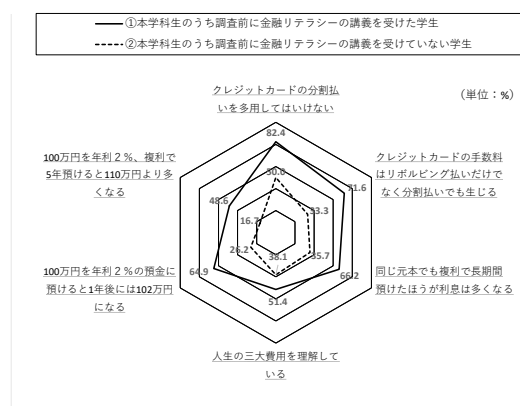 ①本学科生のうち調査前に金融リテラシーの講義を受けた学生
②本学科生のうち調査前に金融リテラシーの講義を受けていない学生
(単位:%)
クレジットカードの分割払
いを多用してはいけない
クレジットカードの手数料
はリボルビング払いだけで
なく分割払いでも生じる
同じ元本でも複利で長期間
預けたほうが利息は多くなる
人生の三大費用を理解して
いる
100万円を年利2%の預金に
預けると1年後には102万円
になる
100万円を年利2%、複利で
5年預けると110万円より多
くなる
82.4
71.6
66.2
51.4
64.9
48.6
50.0
33.3
35.7
38.1
26.2
16.7